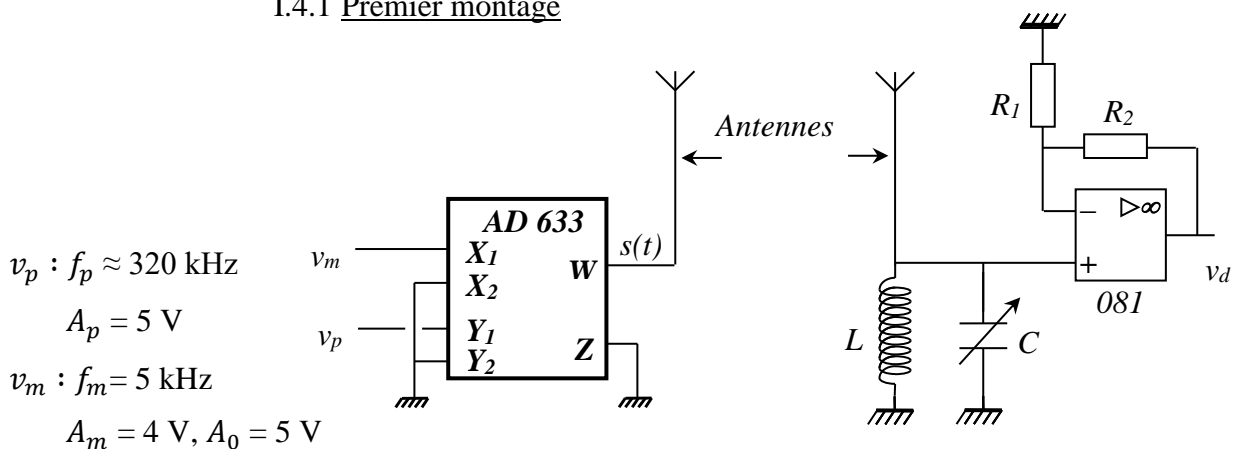 I.4.1 Premier montage
R₁
R₂
Antennes
AD 633
X₁
X₂
Y₁
Y₂
W
Z
s(t)
vₘ
vₚ
− ▷∞
+
081
v_d
L
C
𝑣ₚ : 𝑓ₚ ≈ 320 kHz
𝐴ₚ = 5 V
𝑣ₘ : 𝑓ₘ= 5 kHz
𝐴ₘ = 4 V, 𝐴₀ = 5 V